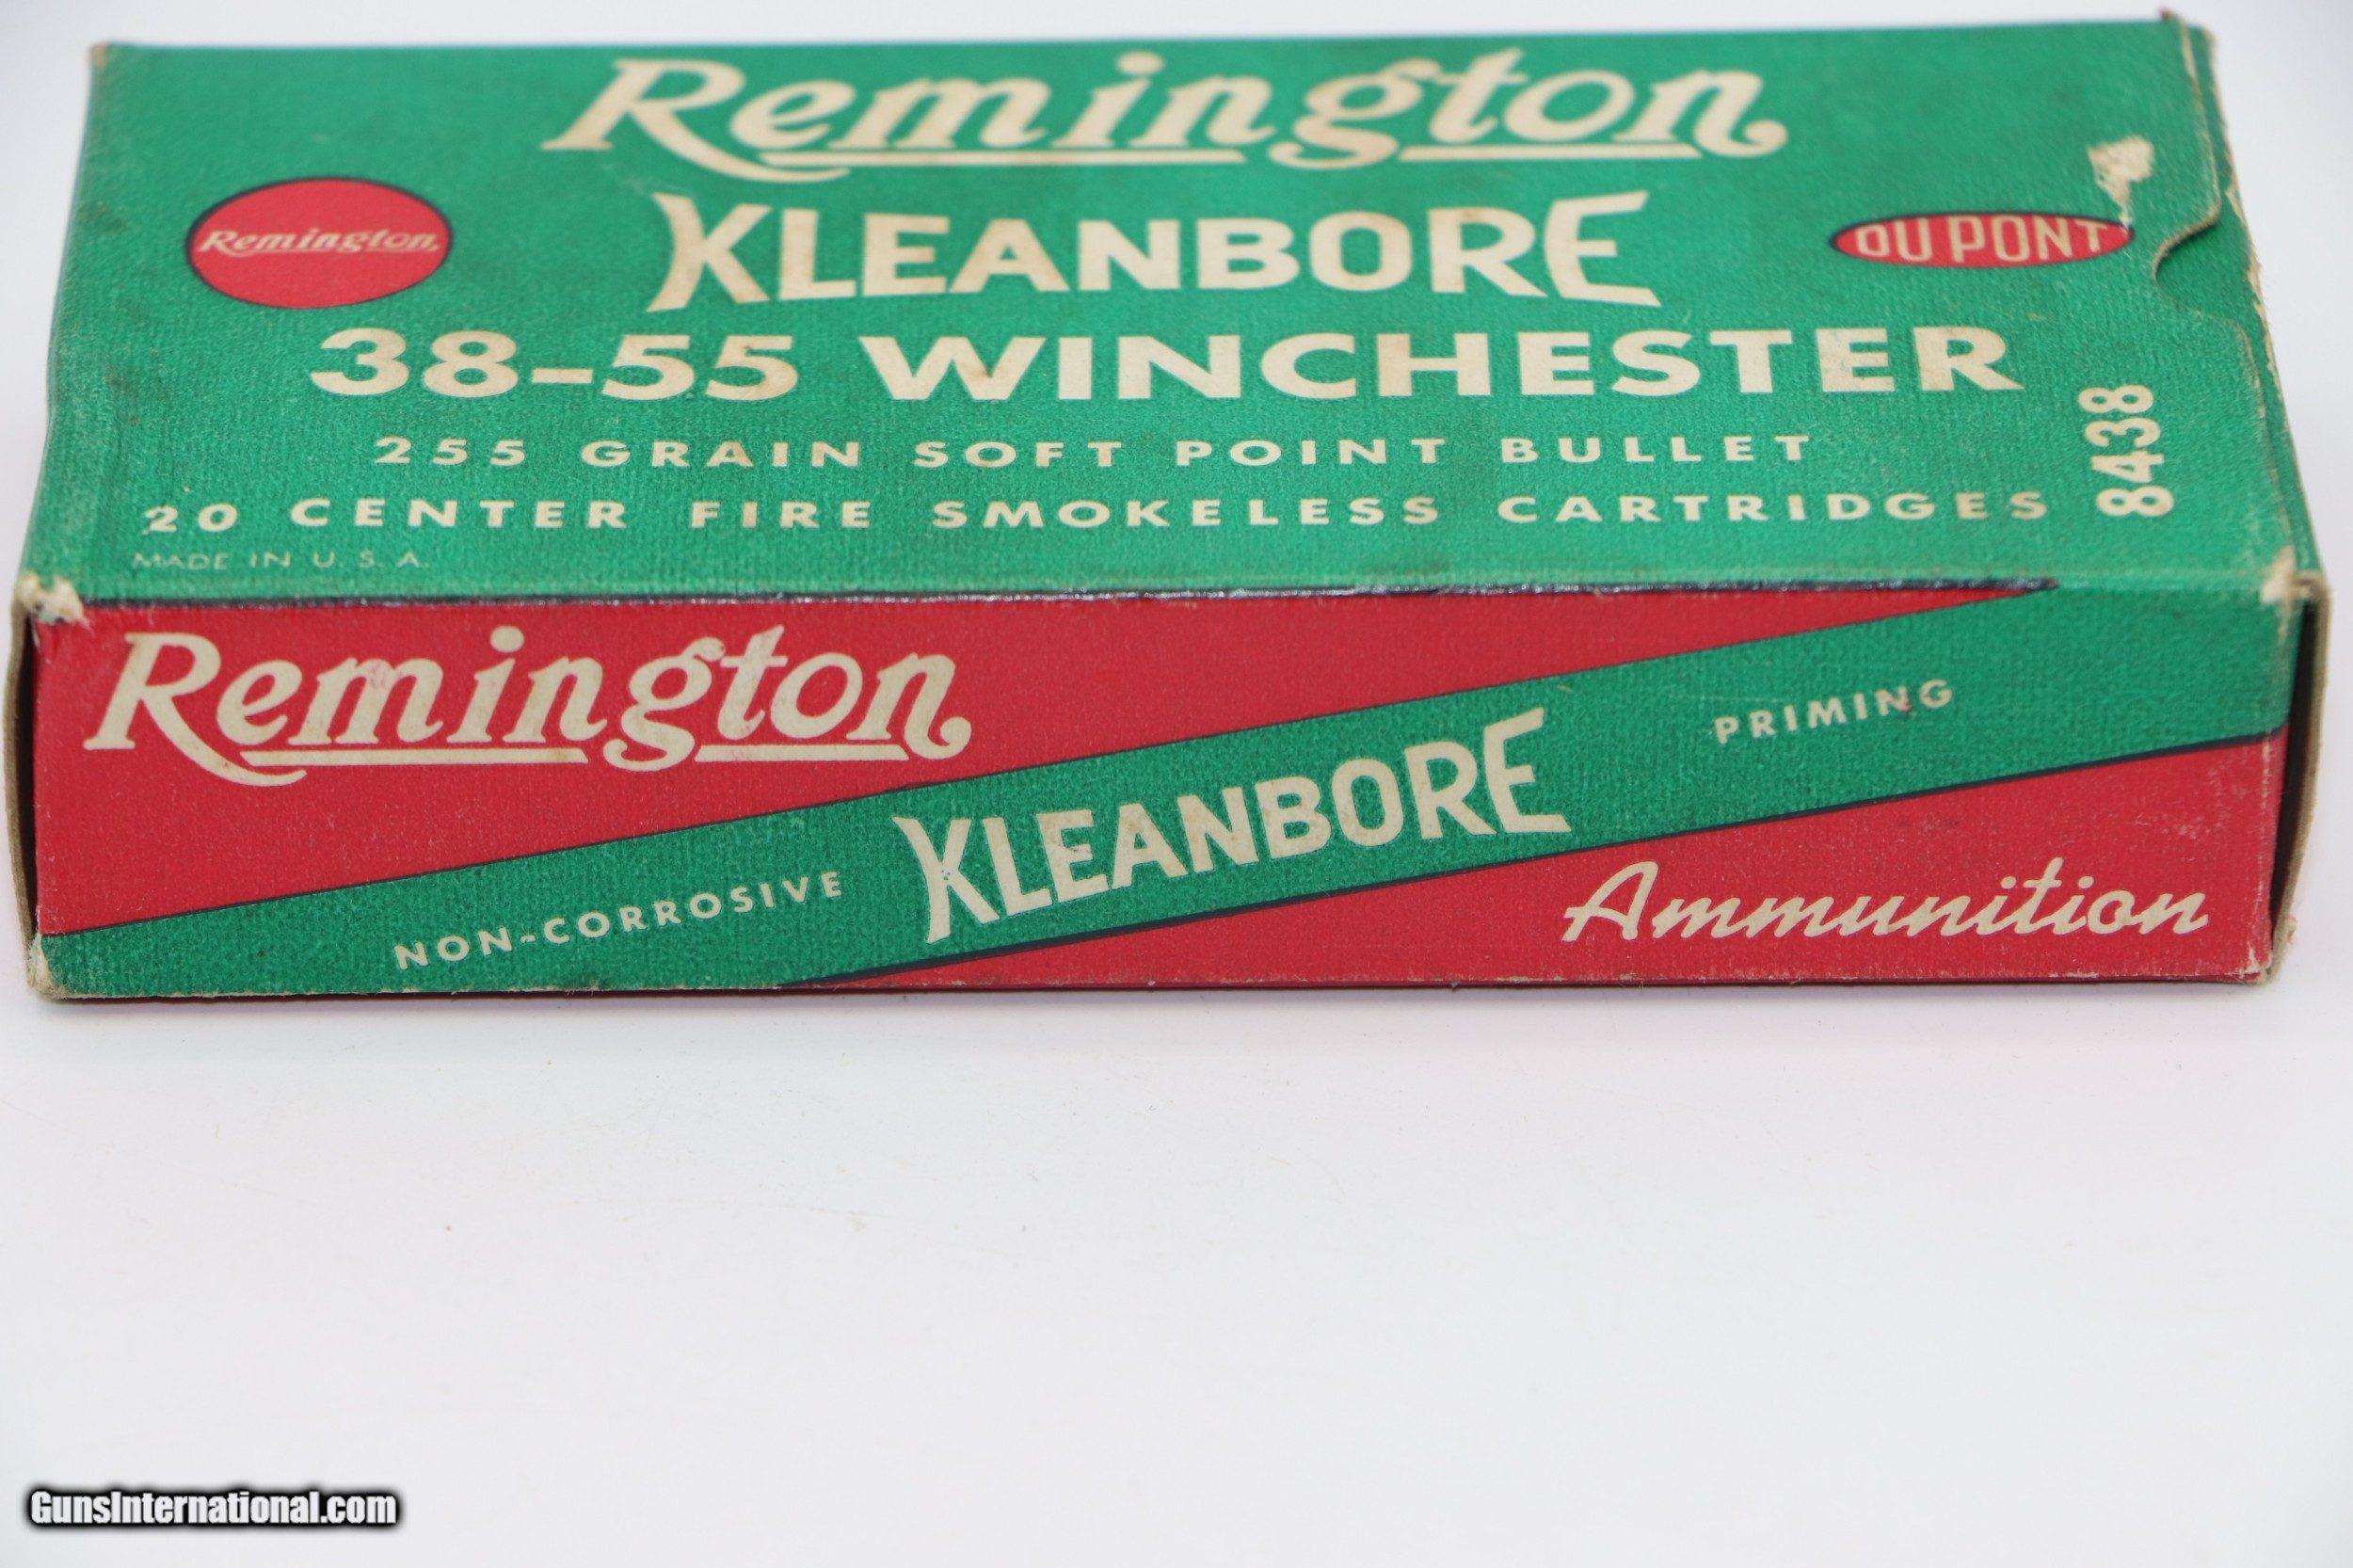 Remington
Remington
KLEANBORE
DU PONT
38-55 WINCHESTER
255 GRAIN SOFT POINT BULLET
20 CENTER FIRE SMOKELESS CARTRIDGES
8438
MADE IN U. S. A.
Remington
NON-CORROSIVE KLEANBORE PRIMING
Ammunition
GunsInternational.com